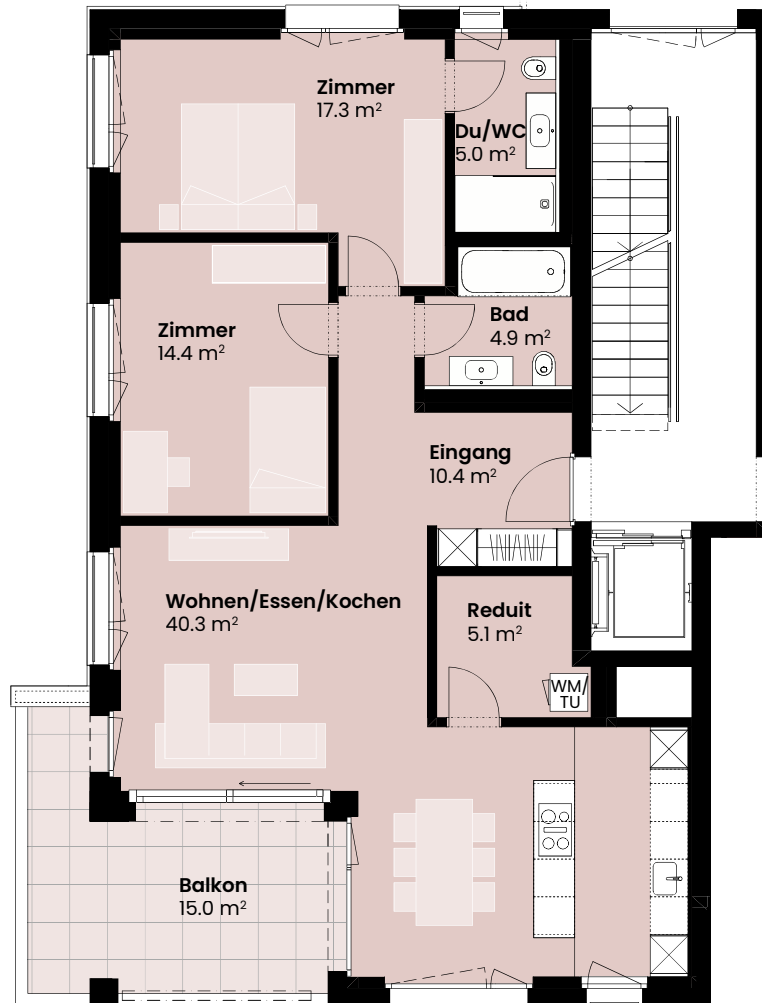 Zimmer
17.3 m²
Du/WC
5.0 m²
Bad
4.9 m²
Zimmer
14.4 m²
Eingang
10.4 m²
Wohnen/Essen/Kochen
40.3 m²
Reduit
5.1 m²
WM/
TU
Balkon
15.0 m²